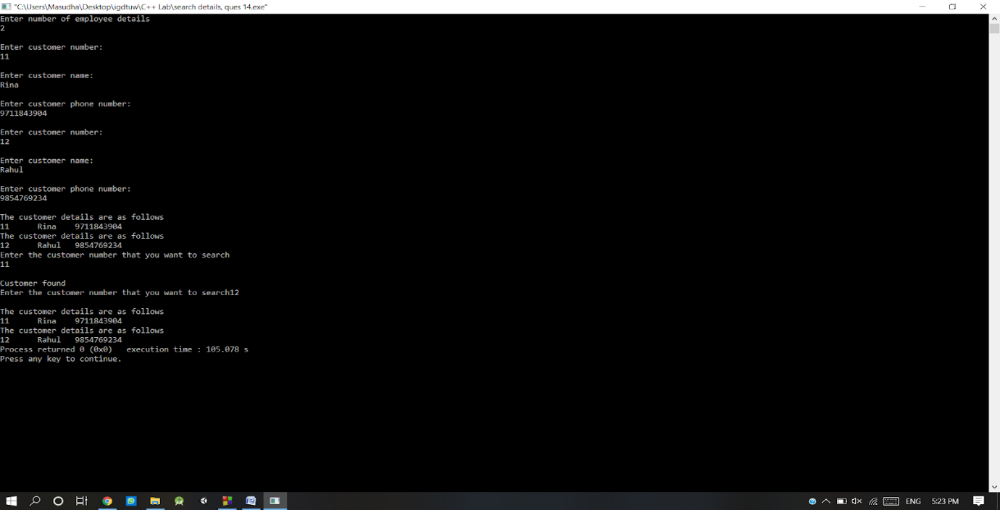 "C:\Users\Masudha\Desktop\igdtuw\C++ Lab\search details, ques 14.exe"
Enter number of employee details
2
Enter customer number:
11
Enter customer name:
Rina
Enter customer phone number:
9711843904
Enter customer number:
12
Enter customer name:
Rahul
Enter customer phone number:
9854769234
The customer details are as follows
11 Rina 9711843904
The customer details are as follows
12 Rahul 9854769234
Enter the customer number that you want to search
11
Customer found
Enter the customer number that you want to search12
The customer details are as follows
11 Rina 9711843904
The customer details are as follows
12 Rahul 9854769234
Process returned 0 (0x0) execution time : 105.078 s
Press any key to continue.
ENG 5:23 PM